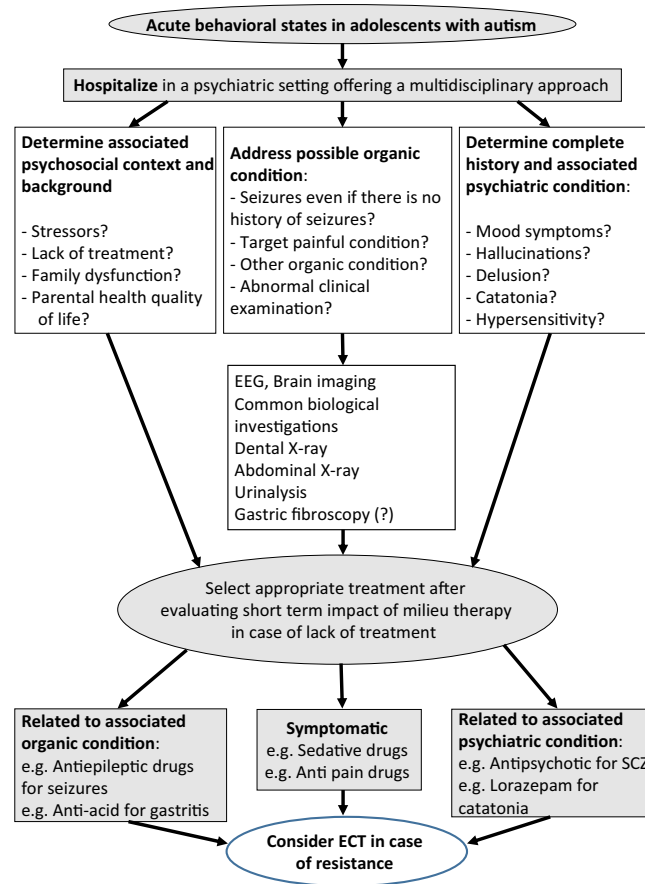 Acute behavioral states in adolescents with autism
Hospitalize in a psychiatric setting offering a multidisciplinary approach
Determine associated
psychosocial context and
background
- Stressors?
- Lack of treatment?
- Family dysfunction?
- Parental health quality
of life?
Address possible organic
condition:
- Seizures even if there is no
history of seizures?
- Target painful condition?
- Other organic condition?
- Abnormal clinical
examination?
Determine complete
history and associated
psychiatric condition:
- Mood symptoms?
- Hallucinations?
- Delusion?
- Catatonia?
- Hypersensitivity?
EEG, Brain imaging
Common biological
investigations
Dental X-ray
Abdominal X-ray
Urinalysis
Gastric fibroscopy (?)
Select appropriate treatment after
evaluating short term impact of milieu therapy
in case of lack of treatment
Related to associated
organic condition:
e.g. Antiepileptic drugs
for seizures
e.g. Anti-acid for gastritis
Symptomatic
e.g. Sedative drugs
e.g. Anti pain drugs
Related to associated
psychiatric condition:
e.g. Antipsychotic for SCZ
e.g. Lorazepam for
catatonia
Consider ECT in case
of resistance